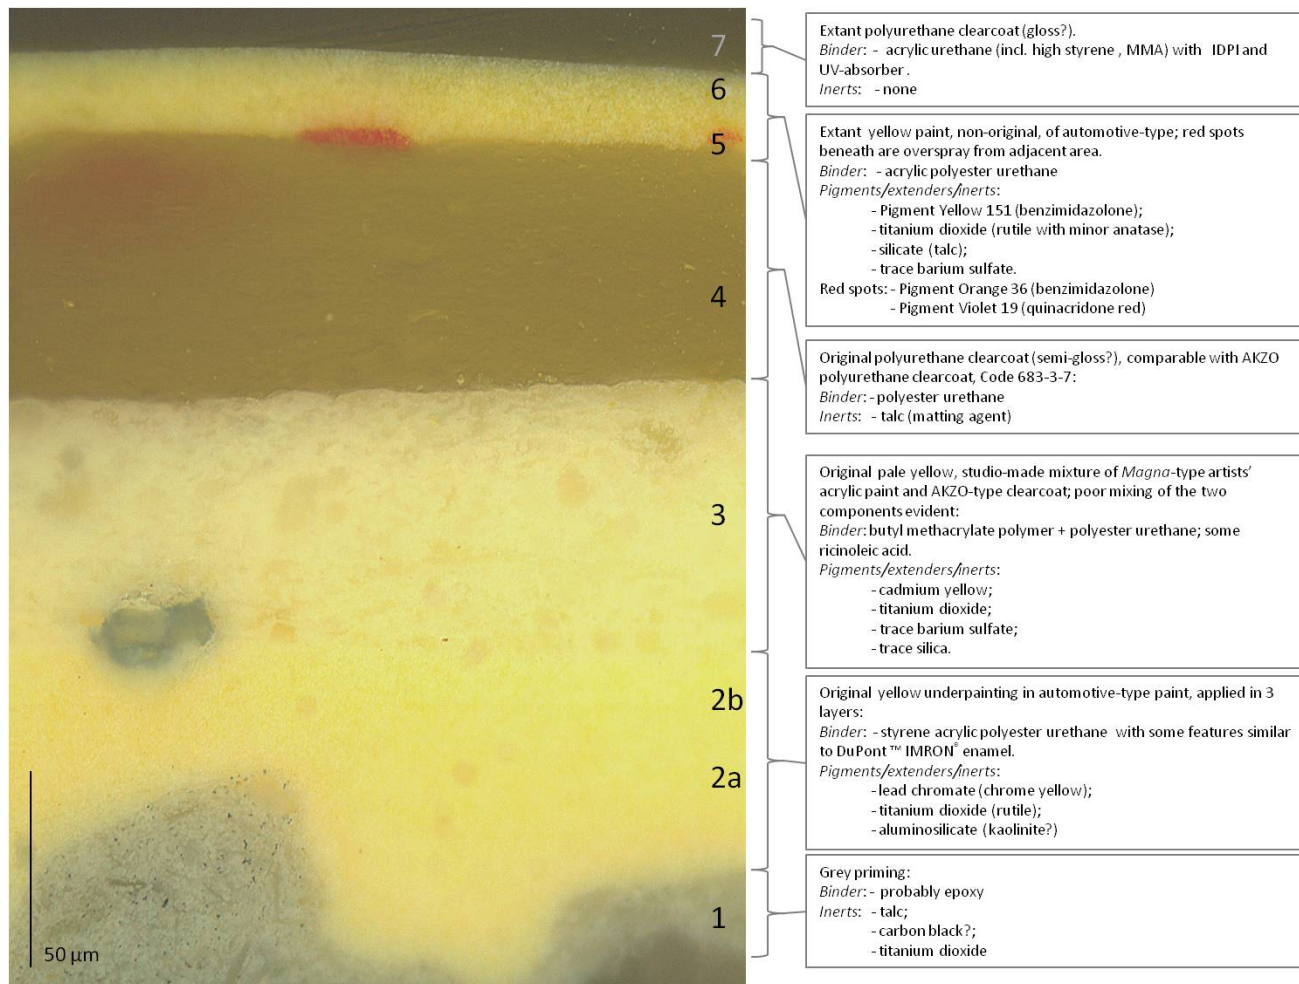 7
6
5
4
3
2b
2a
1
50 µm
Extant polyurethane clearcoat (gloss?).
Binder: - acrylic urethane (incl. high styrene , MMA) with IDPI and
UV-absorber .
Inerts: - none
Extant yellow paint, non-original, of automotive-type; red spots
beneath are overspray from adjacent area.
Binder: - acrylic polyester urethane
Pigments/extenders/inerts:
- Pigment Yellow 151 (benzimidazolone);
- titanium dioxide (rutile with minor anatase);
- silicate (talc);
- trace barium sulfate.
Red spots: - Pigment Orange 36 (benzimidazolone)
- Pigment Violet 19 (quinacridone red)
Original polyurethane clearcoat (semi-gloss?), comparable with AKZO
polyurethane clearcoat, Code 683-3-7:
Binder: - polyester urethane
Inerts: - talc (matting agent)
Original pale yellow, studio-made mixture of Magna-type artists'
acrylic paint and AKZO-type clearcoat; poor mixing of the two
components evident:
Binder: butyl methacrylate polymer + polyester urethane; some
ricinoleic acid.
Pigments/extenders/inerts:
- cadmium yellow;
- titanium dioxide;
- trace barium sulfate;
- trace silica.
Original yellow underpainting in automotive-type paint, applied in 3
layers:
Binder: - styrene acrylic polyester urethane with some features similar
to DuPont™ IMRON® enamel.
Pigments/extenders/inerts:
- lead chromate (chrome yellow);
- titanium dioxide (rutile);
- aluminosilicate (kaolinite?)
Grey priming:
Binder: - probably epoxy
Inerts: - talc;
- carbon black?;
- titanium dioxide